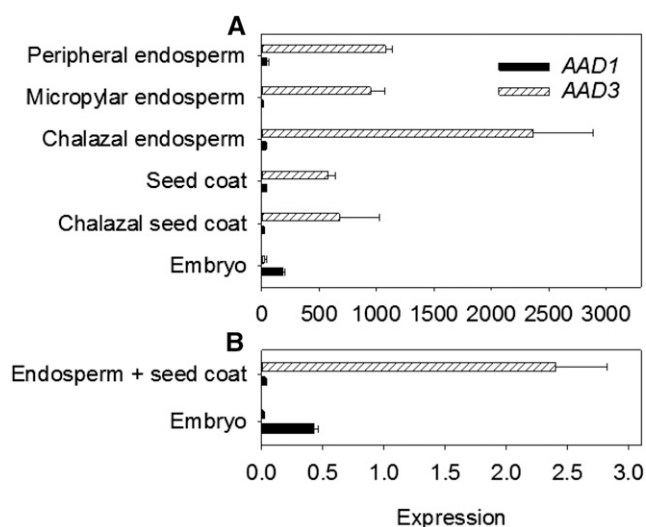 A
Peripheral endosperm
Micropylar endosperm
Chalazal endosperm
Seed coat
Chalazal seed coat
Embryo
AAD1
AAD3
0 500 1000 1500 2000 2500 3000
B
Endosperm + seed coat
Embryo
0.0 0.5 1.0 1.5 2.0 2.5 3.0
Expression